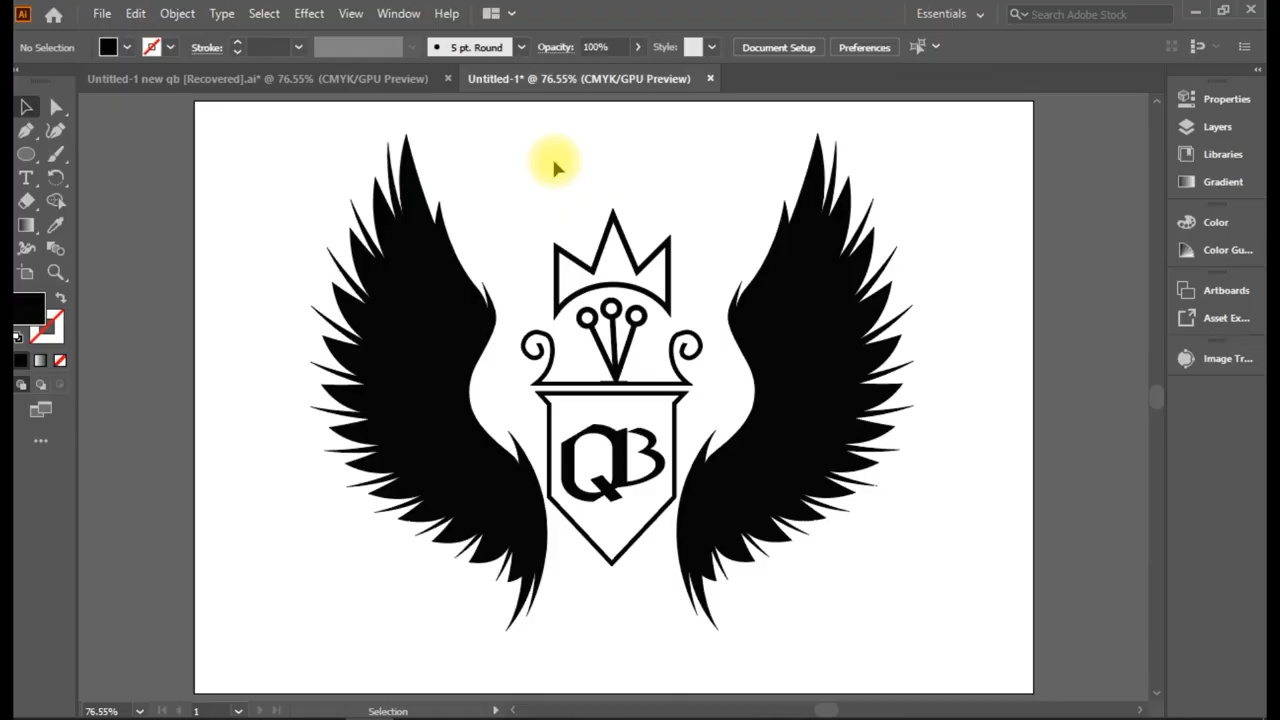 Ai File Edit Object Type Select Effect View Window Help Essentials Search Adobe Stock
No Selection Stroke: 5 pt. Round Opacity: 100% Style: Document Setup Preferences
Untitled-1 new qb [Recovered].ai* @ 76.55% (CMYK/GPU Preview) Untitled-1* @ 76.55% (CMYK/GPU Preview)
Properties
Layers
Libraries
Gradient
Color
Color Gu...
Artboards
Asset Ex...
Image Tr...
QB
76.55% 1 Selection